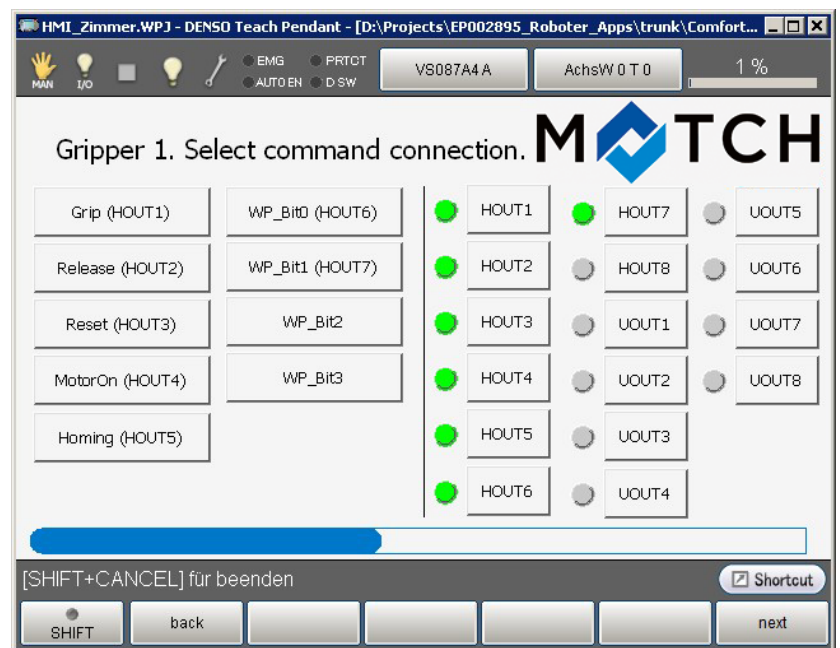 HMI_Zimmer.WPJ - DENSO Teach Pendant - [D:\Projects\EP002895_Roboter_Apps\trunk\Comfort...
MAN I/O EMG PRTCT AUTO EN D SW VS087A4 A AchsW 0 T 0 1 %
Gripper 1. Select command connection. MATCH
Grip (HOUT1) WP_Bit0 (HOUT6) HOUT1 HOUT7 UOUT5
Release (HOUT2) WP_Bit1 (HOUT7) HOUT2 HOUT8 UOUT6
Reset (HOUT3) WP_Bit2 HOUT3 UOUT1 UOUT7
MotorOn (HOUT4) WP_Bit3 HOUT4 UOUT2 UOUT8
Homing (HOUT5) HOUT5 UOUT3
HOUT6 UOUT4
[SHIFT+CANCEL] für beenden Shortcut
SHIFT back next